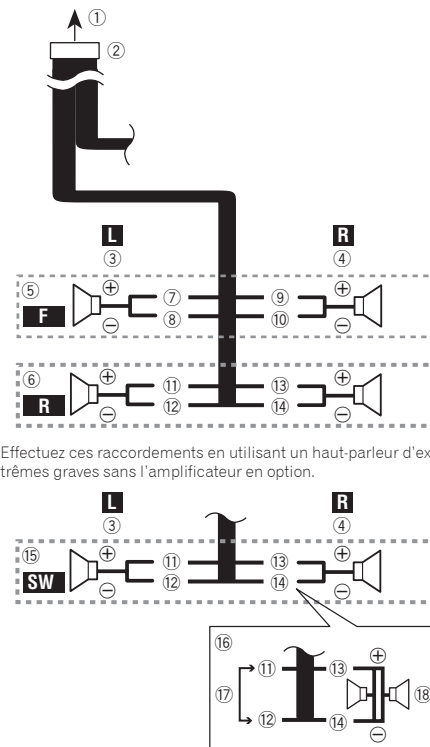 ①
②
L R
③ ④
⑤ ⊕ ⑦ ⑨ ⊕
F ⊖ ⑧ ⑩ ⊖
⑥ ⊕ ⑪ ⑬ ⊕
R ⊖ ⑫ ⑭ ⊖
Effectuez ces raccordements en utilisant un haut-parleur d'ex
trêmes graves sans l'amplificateur en option.
L R
③ ④
⑮ ⊕ ⑪ ⑬ ⊕
SW ⊖ ⑫ ⑭ ⊖
⑯
⑪ ⑬ ⊕
⑰ ⑱
⑫ ⑭ ⊖